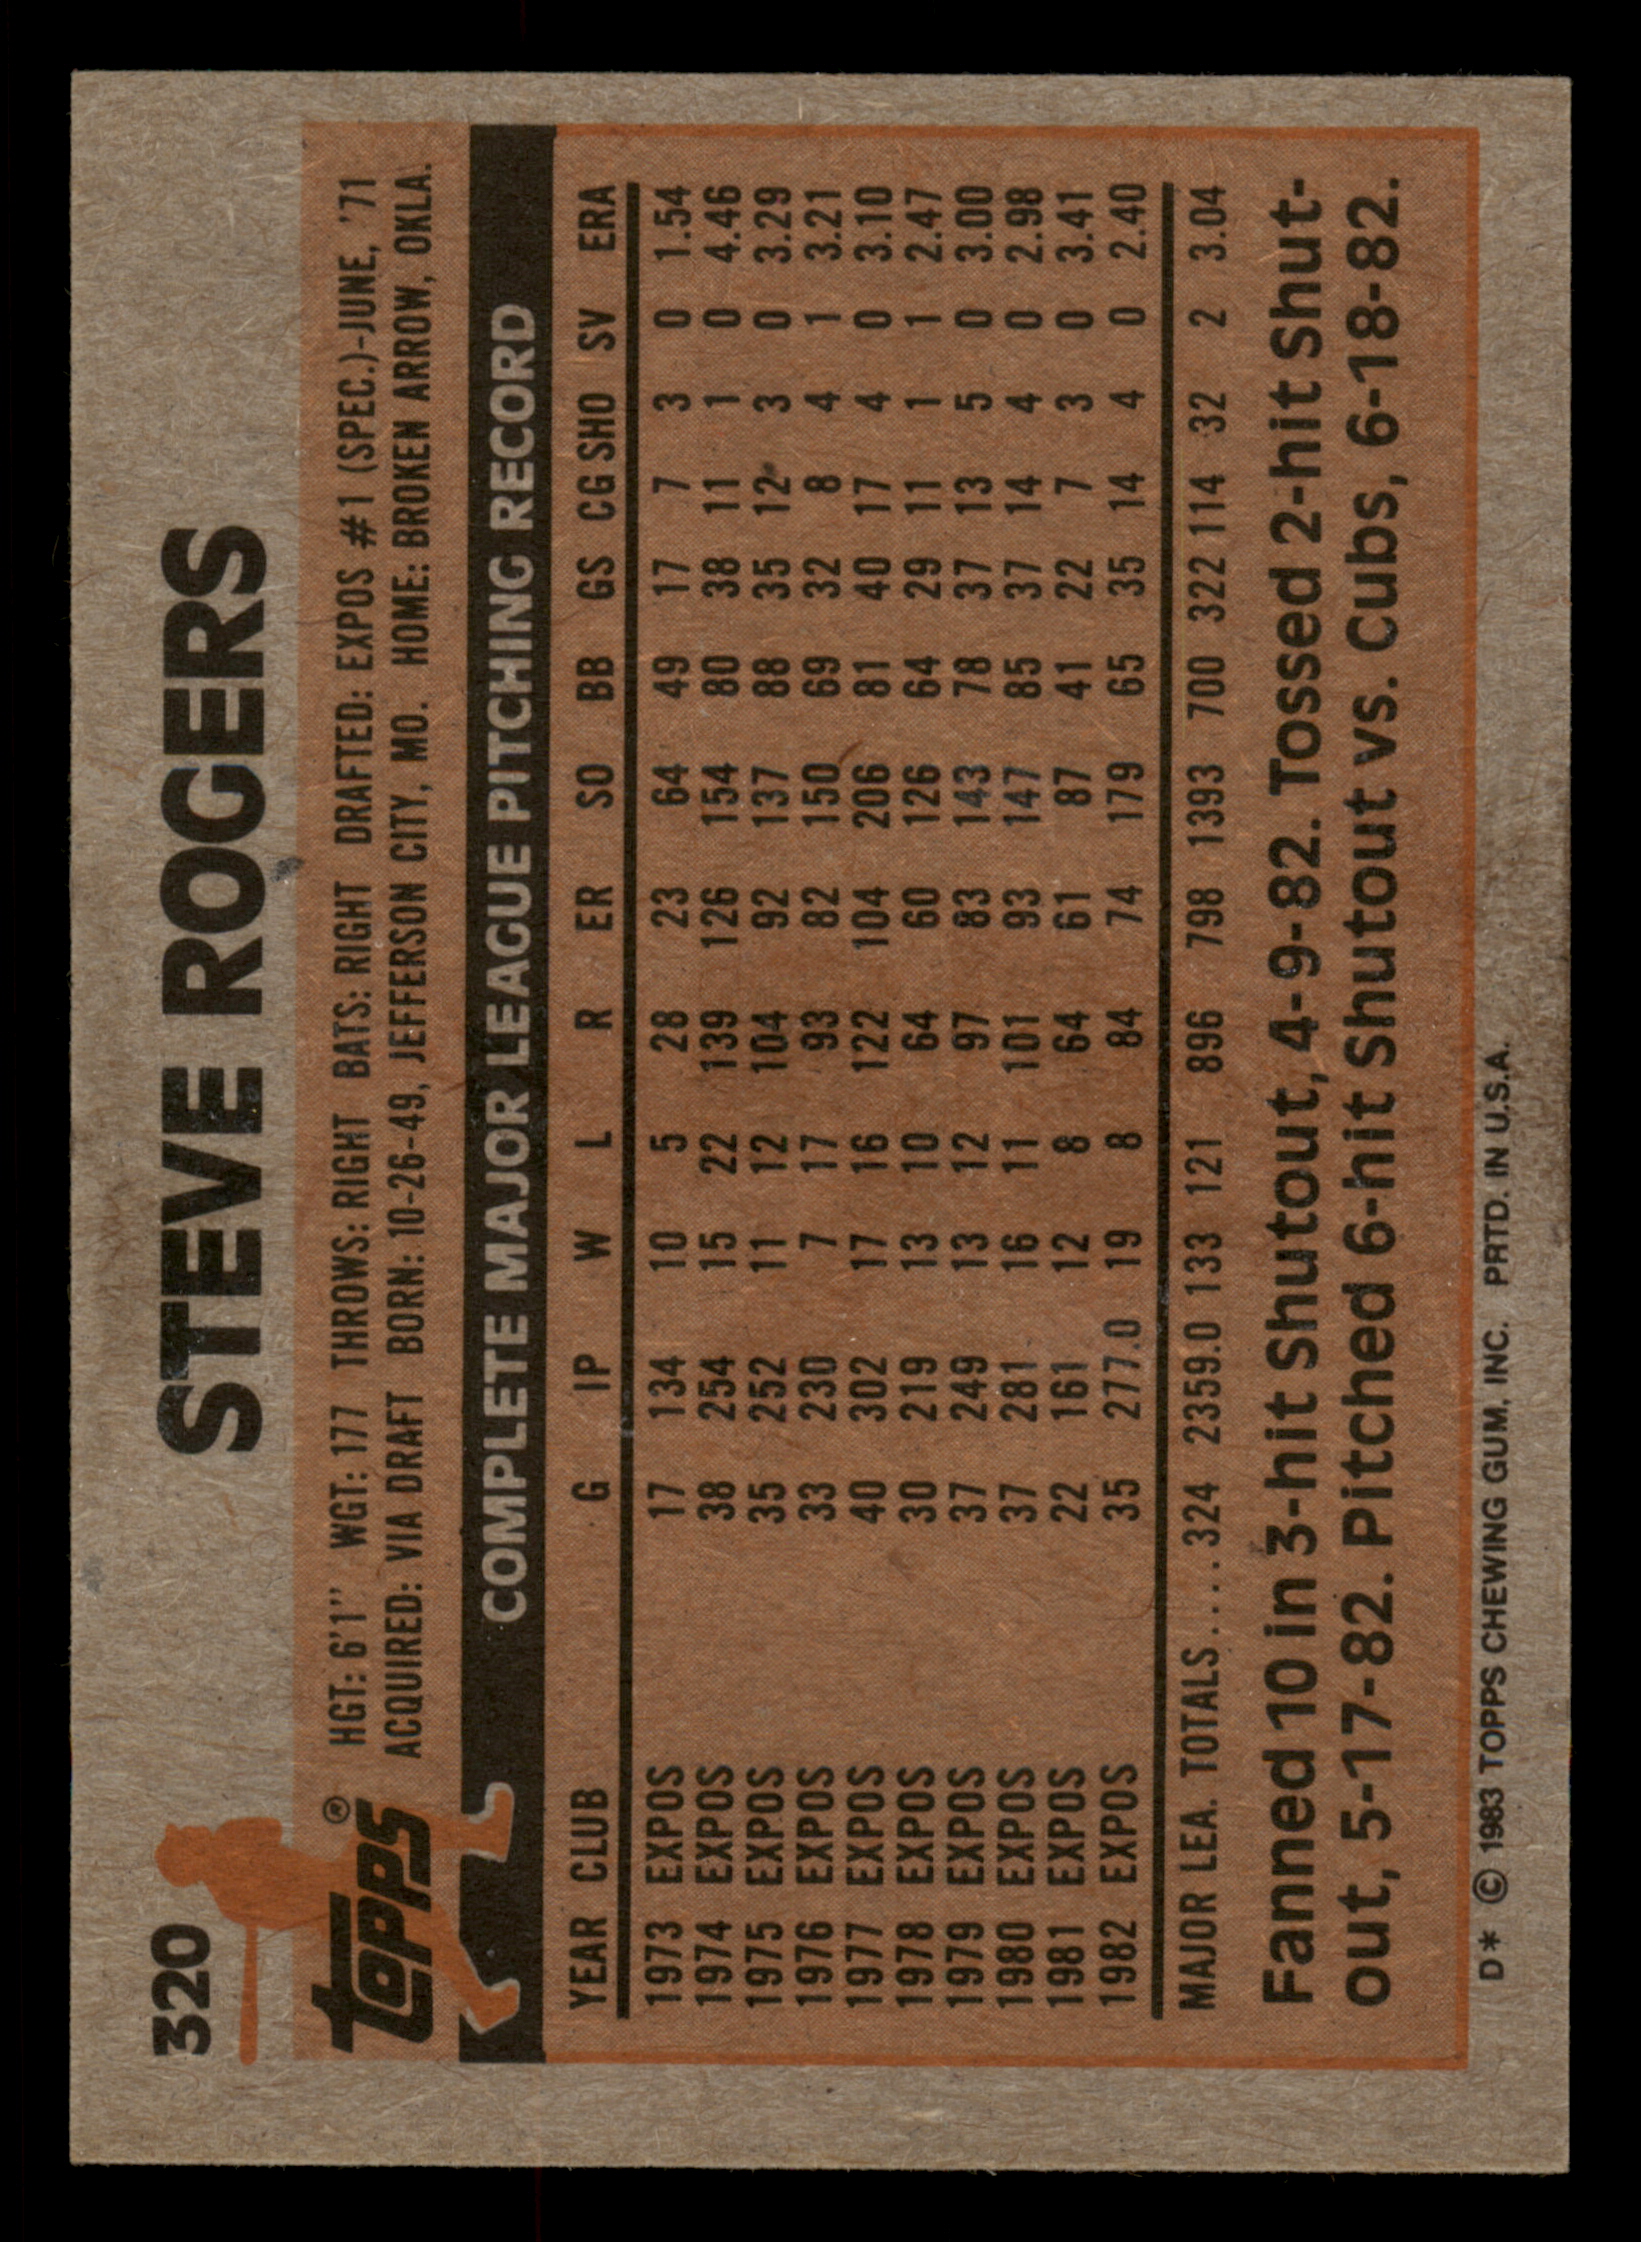 320 STEVE ROGERS
topps®
HGT: 6'1" WGT: 177 THROWS: RIGHT BATS: RIGHT DRAFTED: EXPOS #1 (SPEC.)-JUNE, '71
ACQUIRED: VIA DRAFT BORN: 10-26-49, JEFFERSON CITY, MO. HOME: BROKEN ARROW, OKLA.
COMPLETE MAJOR LEAGUE PITCHING RECORD
YEAR CLUB G IP W L R ER SO BB GS CG SHO SV ERA
1973 EXPOS 17 134 10 5 28 23 64 49 17 7 3 0 1.54
1974 EXPOS 38 254 15 22 139 126 154 80 38 11 1 0 4.46
1975 EXPOS 35 252 11 12 104 92 137 88 35 12 3 0 3.29
1976 EXPOS 33 230 7 17 93 82 150 69 32 8 4 1 3.21
1977 EXPOS 40 302 17 16 122 104 206 81 40 17 4 0 3.10
1978 EXPOS 30 219 13 10 64 60 126 64 29 11 1 1 2.47
1979 EXPOS 37 249 13 12 97 83 143 78 37 13 5 0 3.00
1980 EXPOS 37 281 16 11 101 93 147 85 37 14 4 0 2.98
1981 EXPOS 22 161 12 8 64 61 87 41 22 7 3 0 3.41
1982 EXPOS 35 277.0 19 8 84 74 179 65 35 14 4 0 2.40
MAJOR LEA. TOTALS.... 324 2359.0 133 121 896 798 1393 700 322 114 32 2 3.04
Fanned 10 in 3-hit Shutout, 4-9-82. Tossed 2-hit Shut-
out, 5-17-82. Pitched 6-hit Shutout vs. Cubs, 6-18-82.
D* © 1983 TOPPS CHEWING GUM, INC. PRTD. IN U.S.A.